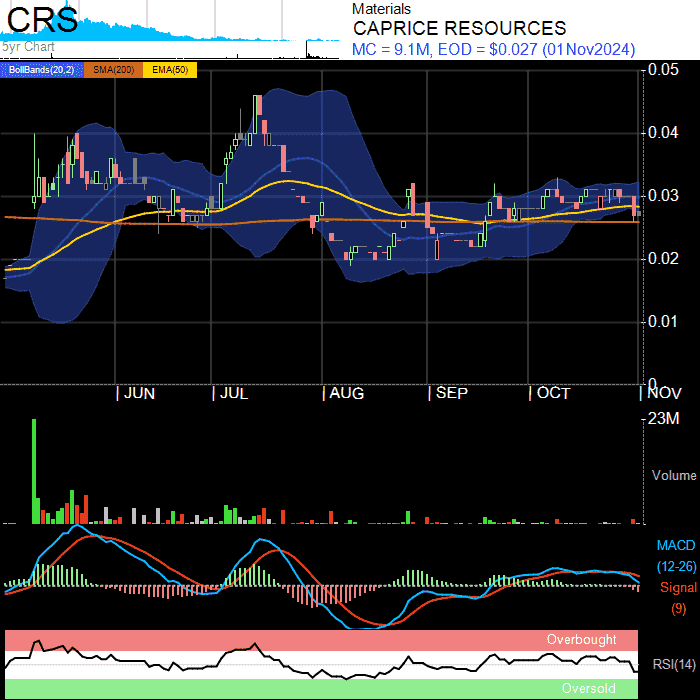 CRS
5yr Chart
Materials
CAPRICE RESOURCES
MC = 9.1M, EOD = $0.027 (01Nov2024)
BollBands(20,2) SMA(200) EMA(50)
0.05
0.04
0.03
0.02
0.01
0
JUN JUL AUG SEP OCT NOV
23M
Volume
MACD
(12-26)
Signal
(9)
Overbought
RSI(14)
Oversold